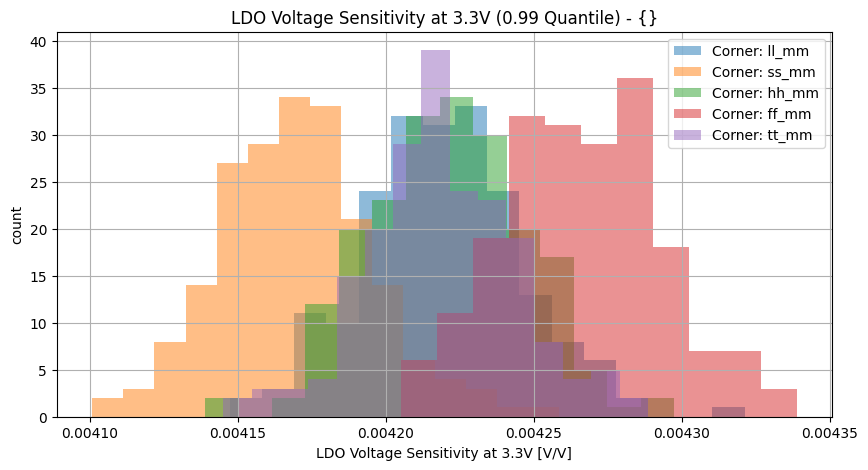 LDO Voltage Sensitivity at 3.3V (0.99 Quantile) - {}
40
35
30
25
20
15
10
5
0
count
Corner: ll_mm
Corner: ss_mm
Corner: hh_mm
Corner: ff_mm
Corner: tt_mm
0.00410
0.00415
0.00420
0.00425
0.00430
0.00435
LDO Voltage Sensitivity at 3.3V [V/V]